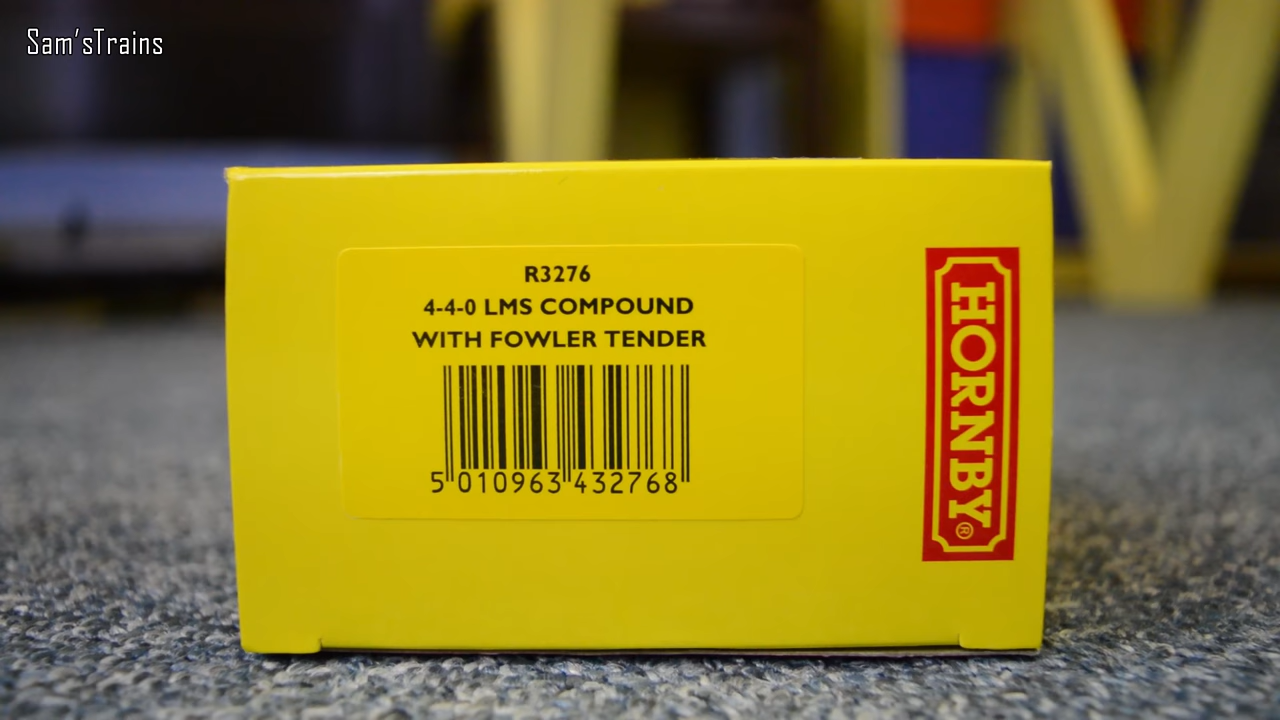 Sam'sTrains
R3276
4-4-0 LMS COMPOUND
WITH FOWLER TENDER
5 010963 432768
HORNBY®